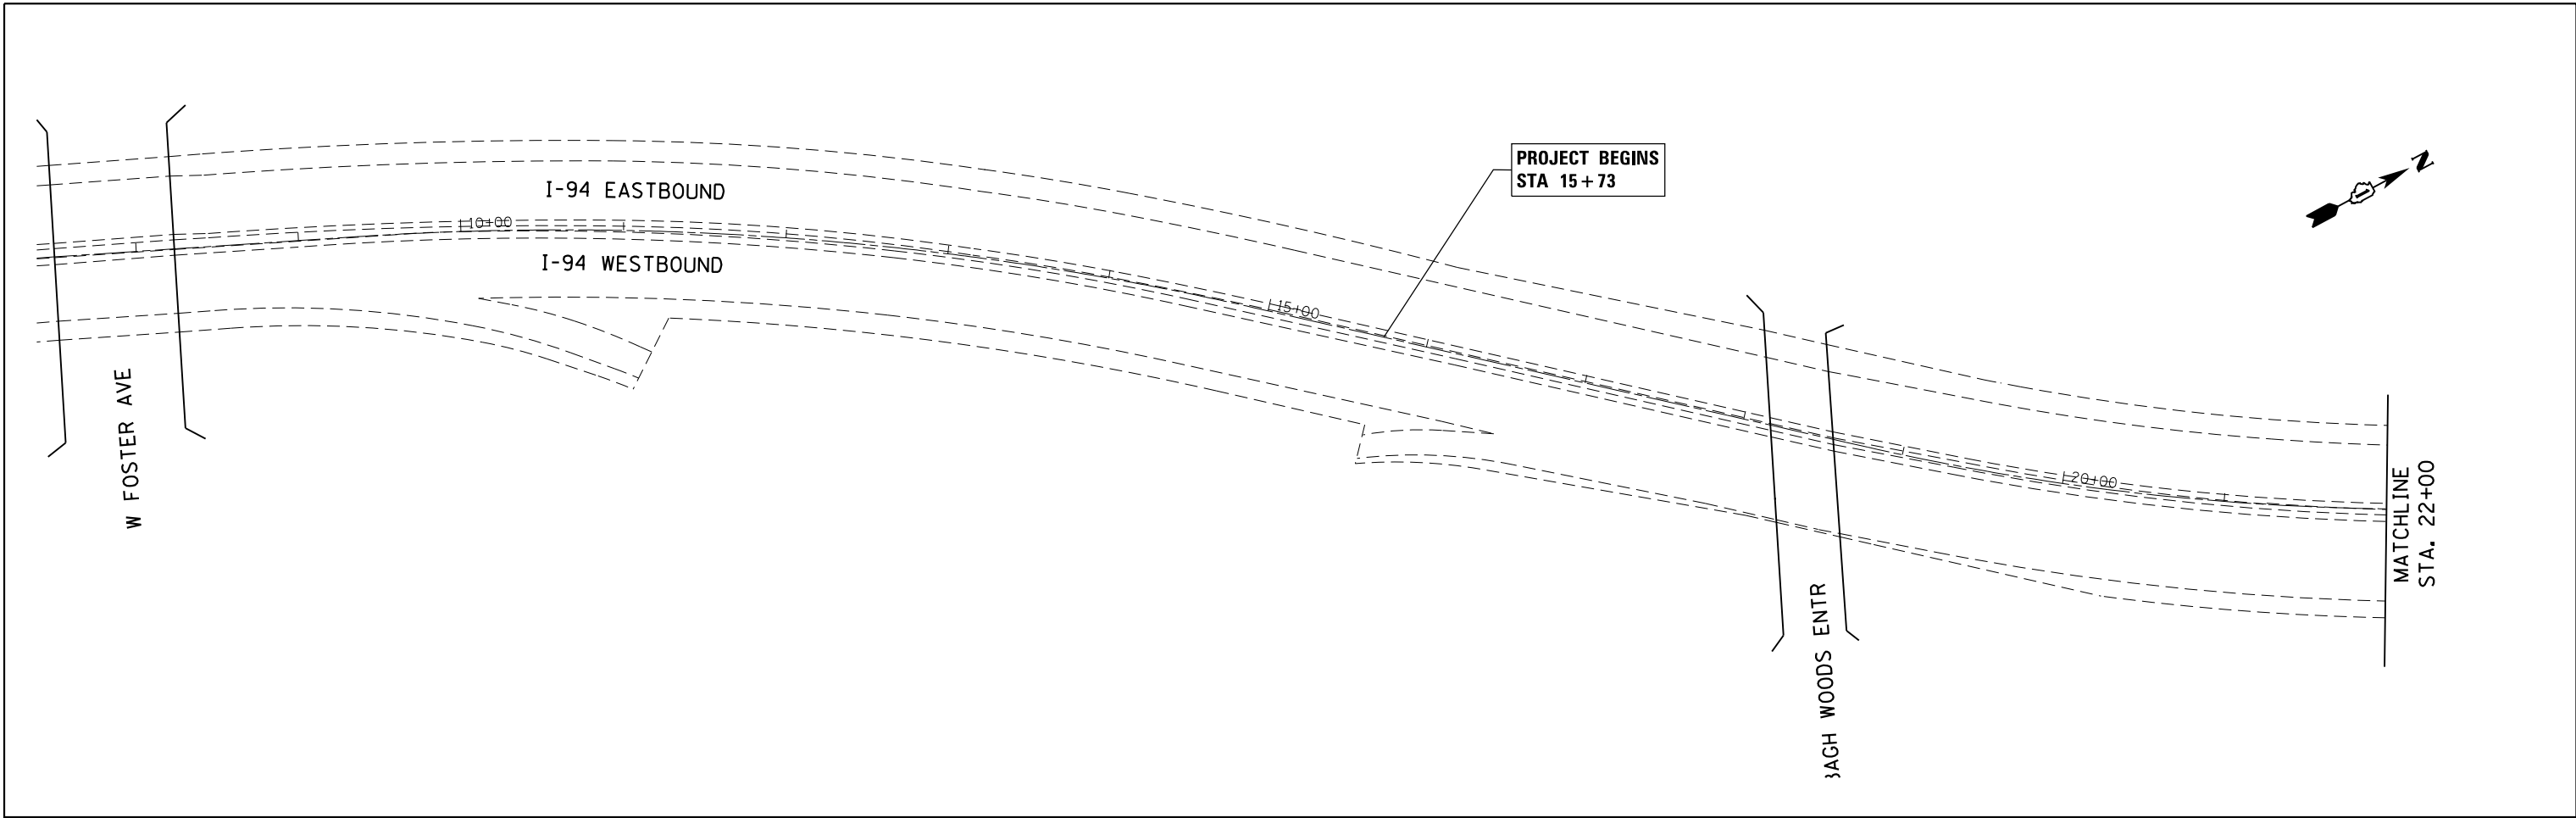 PROJECT BEGINS
STA 15+73
N
I-94 EASTBOUND
10+00
I-94 WESTBOUND
15+00
W FOSTER AVE
20+00
MATCHLINE
STA. 22+00
WOODS ENTR